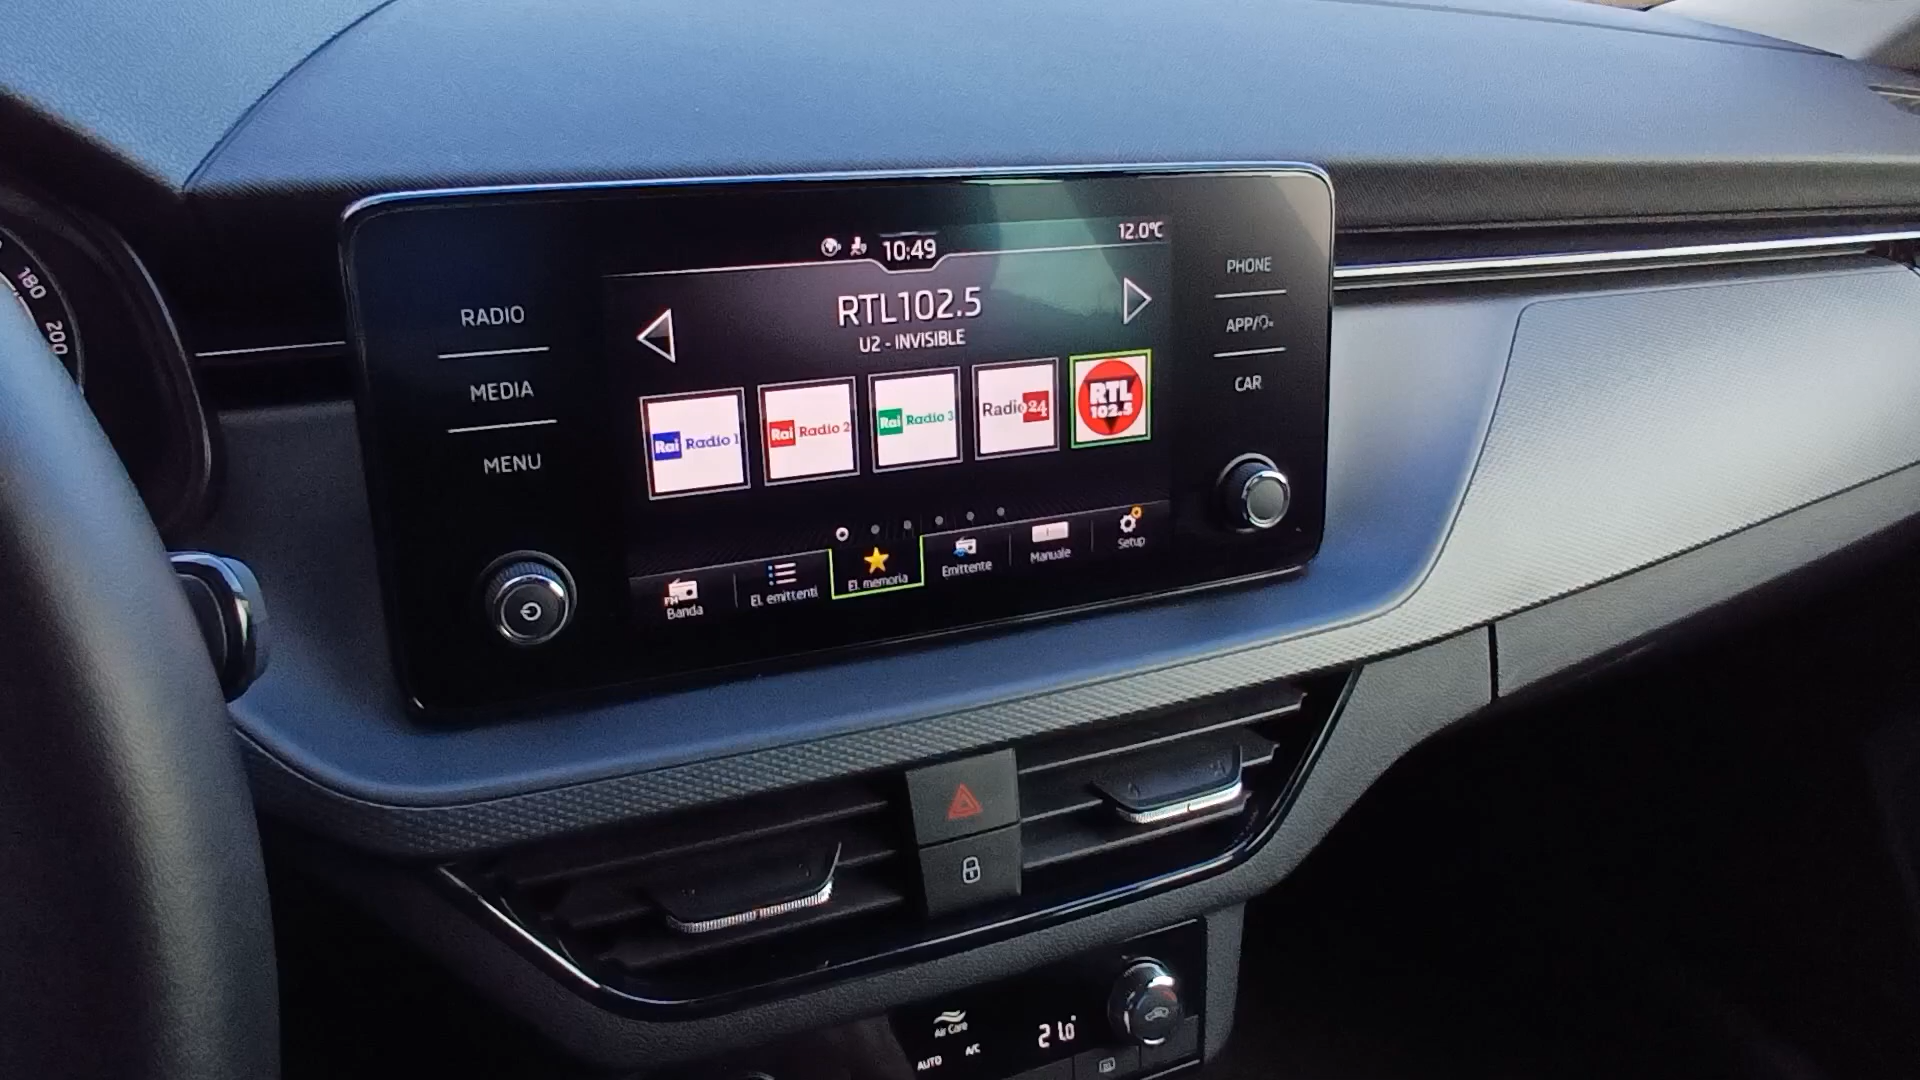 180
200
RADIO
MEDIA
MENU
10:49
12.0°C
RTL102.5
U2 - INVISIBLE
Rai Radio 1
Rai Radio 2
Rai Radio 3
Radio 24
RTL
102.5
FM
Banda
El. emittenti
El. memoria
Emittente
Manuale
Setup
PHONE
APP/
CAR
Air Care
AUTO
A/C
21.0°